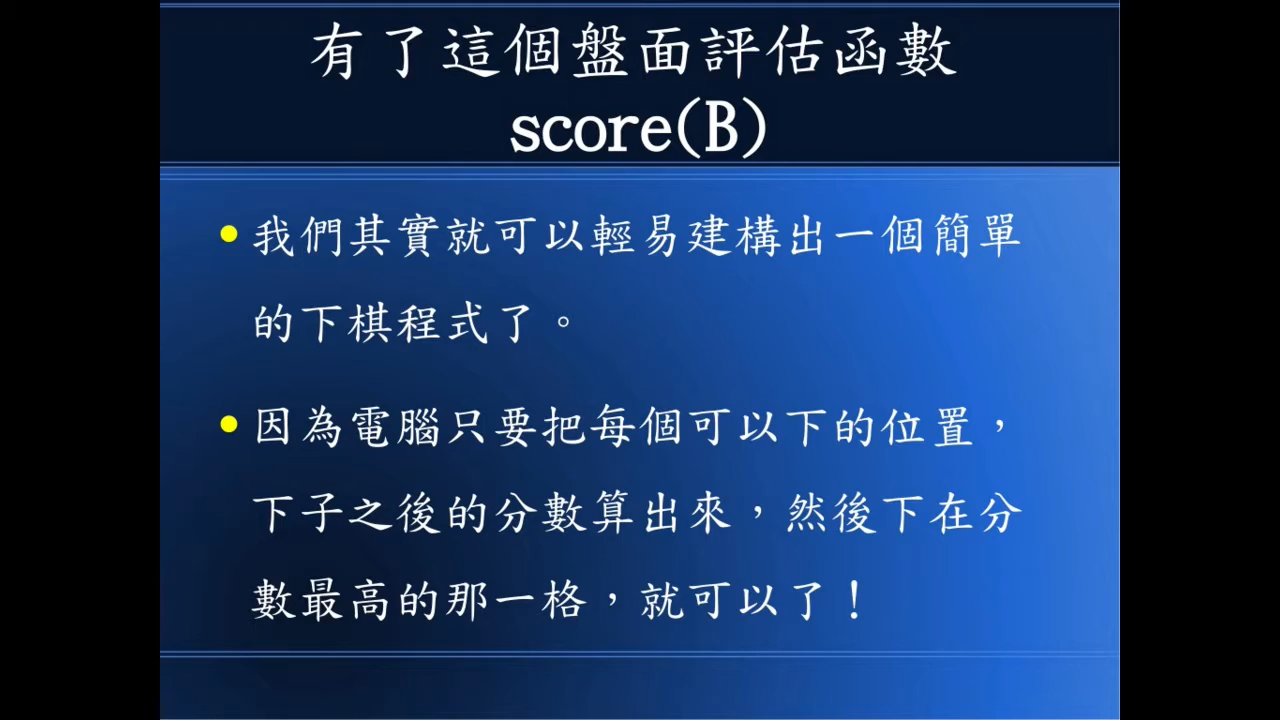 有了這個盤面評估函數
score(B)
我們其實就可以輕易建構出一個簡單
的下棋程式了。
因為電腦只要把每個可以下的位置，
下子之後的分數算出來，然後下在分
數最高的那一格，就可以了！